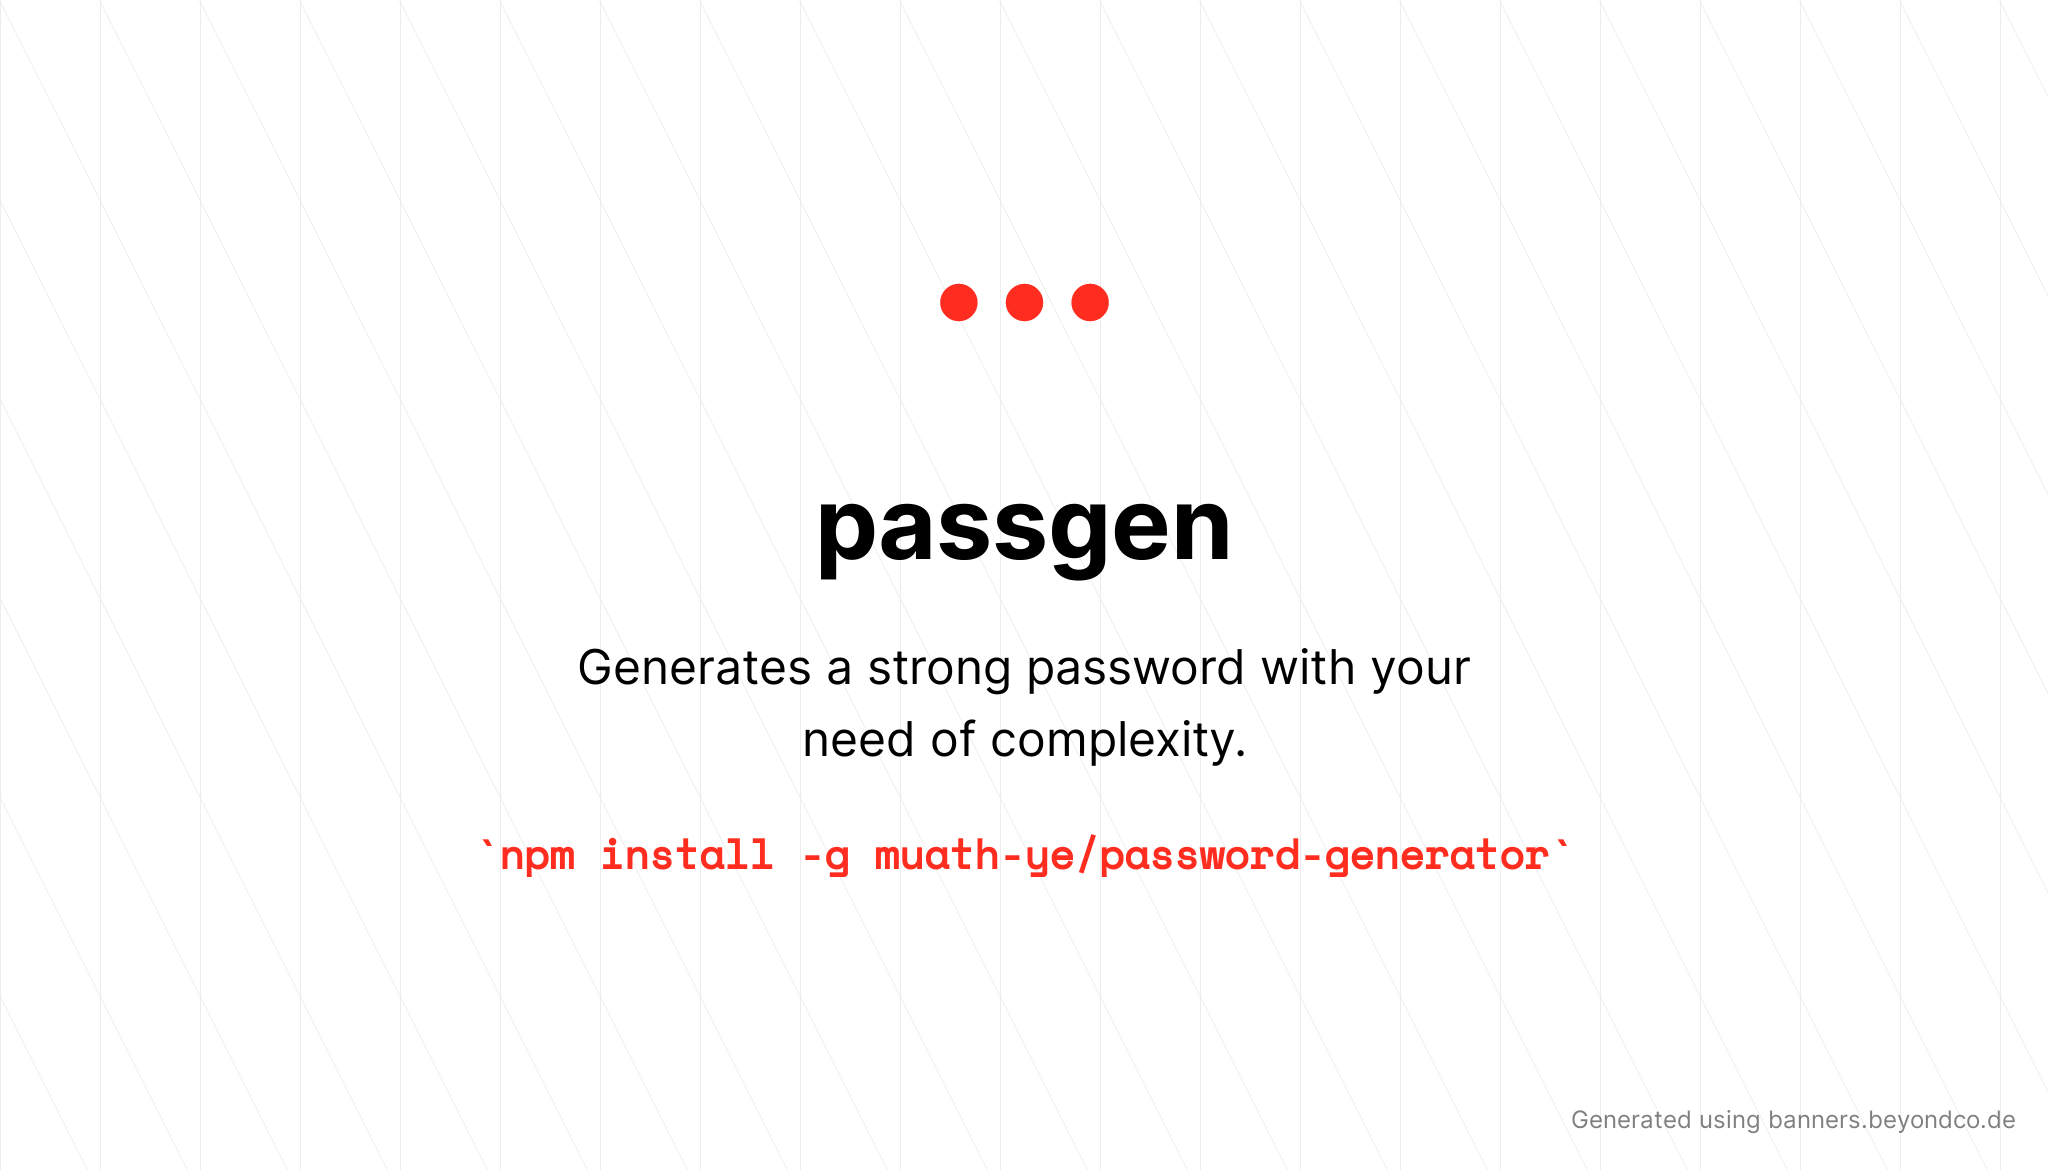 passgen
Generates a strong password with your
need of complexity.
`npm install -g muath-ye/password-generator`
Generated using banners.beyondco.de